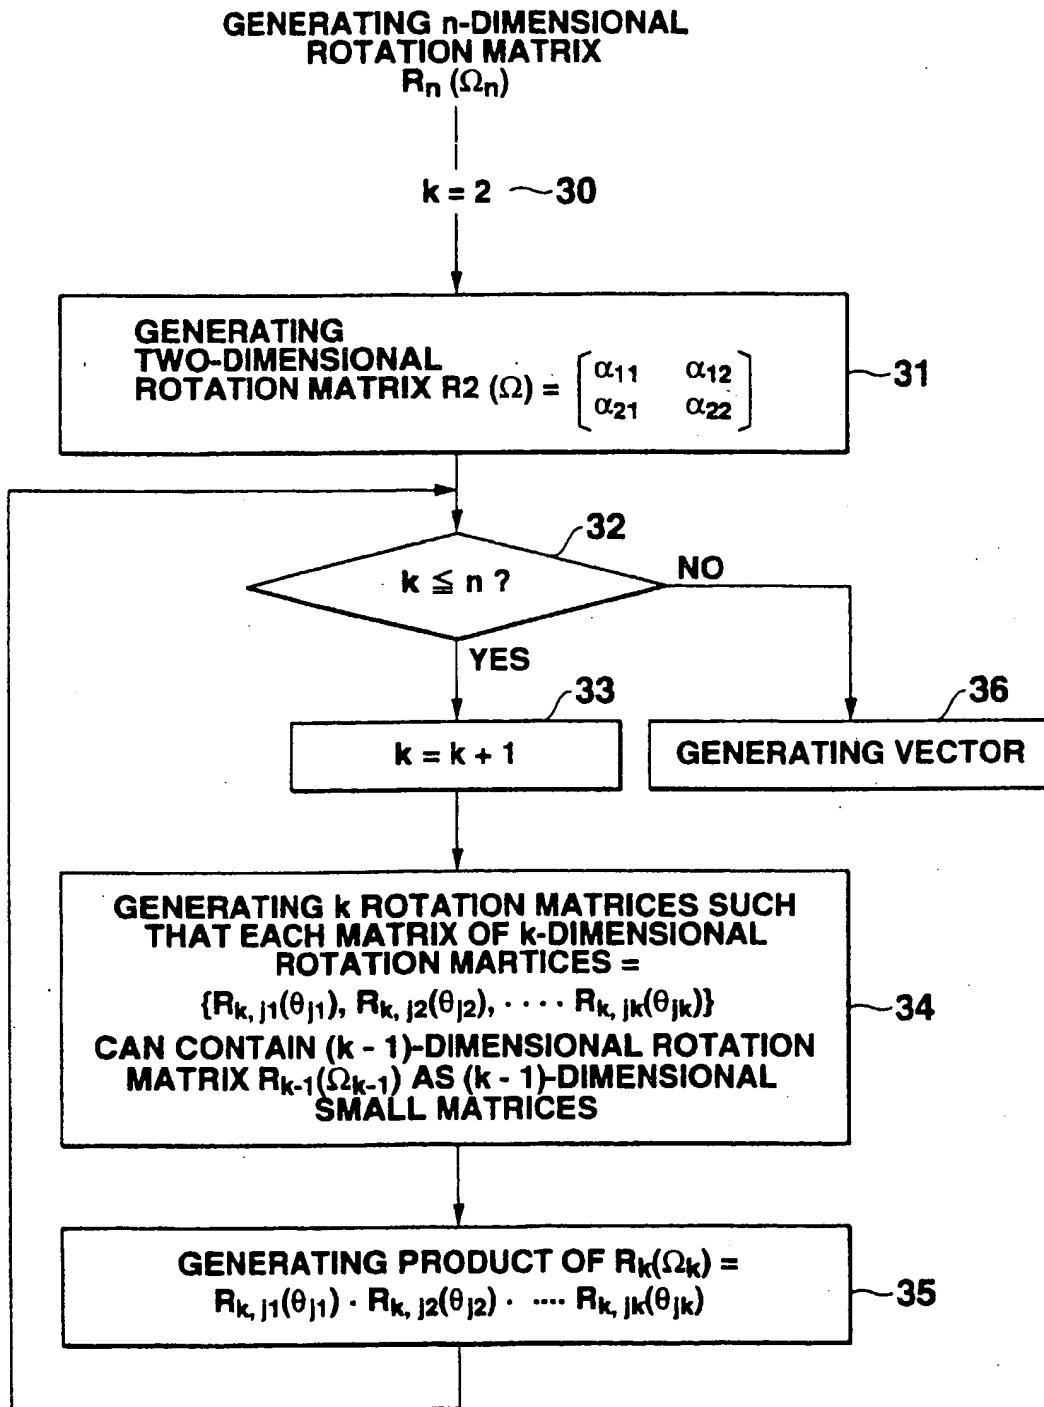 GENERATING n-DIMENSIONAL
ROTATION MATRIX
Rn (Ωn)
k = 2 30
GENERATING
TWO-DIMENSIONAL
ROTATION MATRIX R2 (Ω) = [α11 α12
α21 α22]
31
32
k ≦ n ?
NO
YES
33
36
k = k + 1
GENERATING VECTOR
GENERATING k ROTATION MATRICES SUCH
THAT EACH MATRIX OF k-DIMENSIONAL
ROTATION MARTICES =
{Rk, j1(θj1), Rk, j2(θj2), ···· Rk, jk(θjk)}
34
CAN CONTAIN (k - 1)-DIMENSIONAL ROTATION
MATRIX Rk-1(Ωk-1) AS (k - 1)-DIMENSIONAL
SMALL MATRICES
GENERATING PRODUCT OF Rk(Ωk) =
Rk, j1(θj1) · Rk, j2(θj2) · ···· Rk, jk(θjk)
35